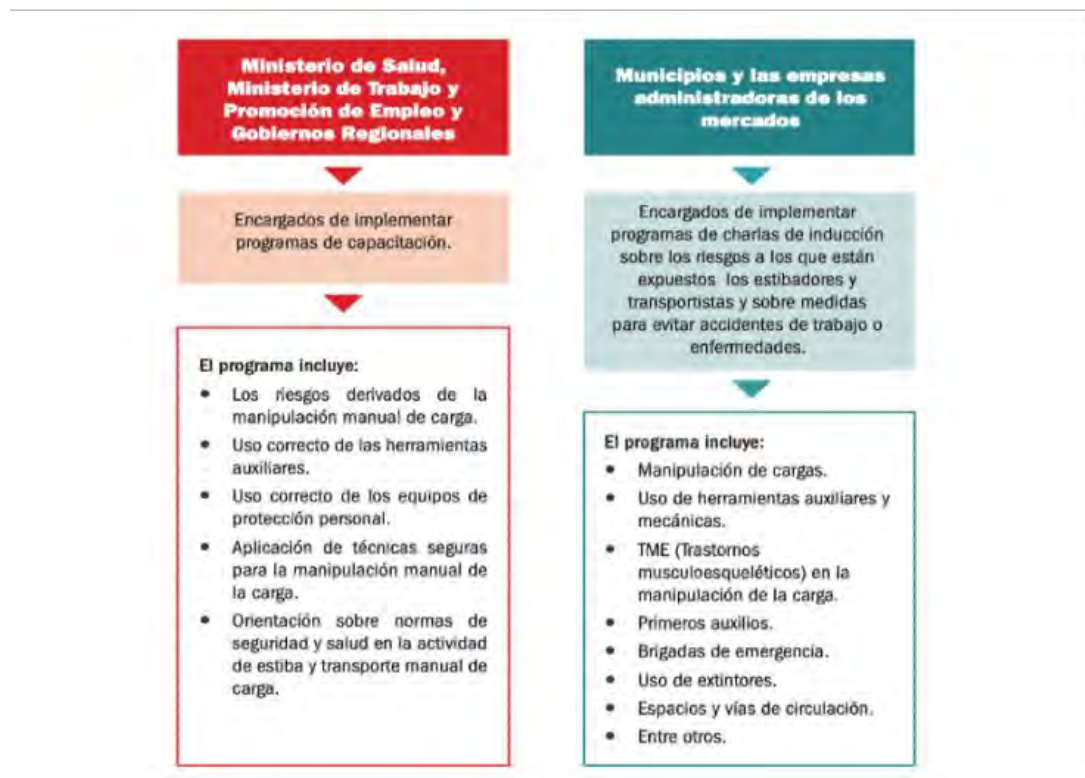 Ministerio de Salud,
Ministerio de Trabajo y
Promoción de Empleo y
Gobiernos Regionales
Encargados de implementar
programas de capacitación.
El programa incluye:
• Los riesgos derivados de la
manipulación manual de carga.
• Uso correcto de las herramientas
auxiliares.
• Uso correcto de los equipos de
protección personal.
• Aplicación de técnicas seguras
para la manipulación manual de
la carga.
• Orientación sobre normas de
seguridad y salud en la actividad
de estiba y transporte manual de
carga.
Municipios y las empresas
administradoras de los
mercados
Encargados de implementar
programas de charlas de inducción
sobre los riesgos a los que están
expuestos los estibadores y
transportistas y sobre medidas
para evitar accidentes de trabajo o
enfermedades.
El programa incluye:
• Manipulación de cargas.
• Uso de herramientas auxiliares y
mecánicas.
• TME (Trastornos
musculoesqueléticos) en la
manipulación de la carga.
• Primeros auxilios.
• Brigadas de emergencia.
• Uso de extintores.
• Espacios y vías de circulación.
• Entre otros.